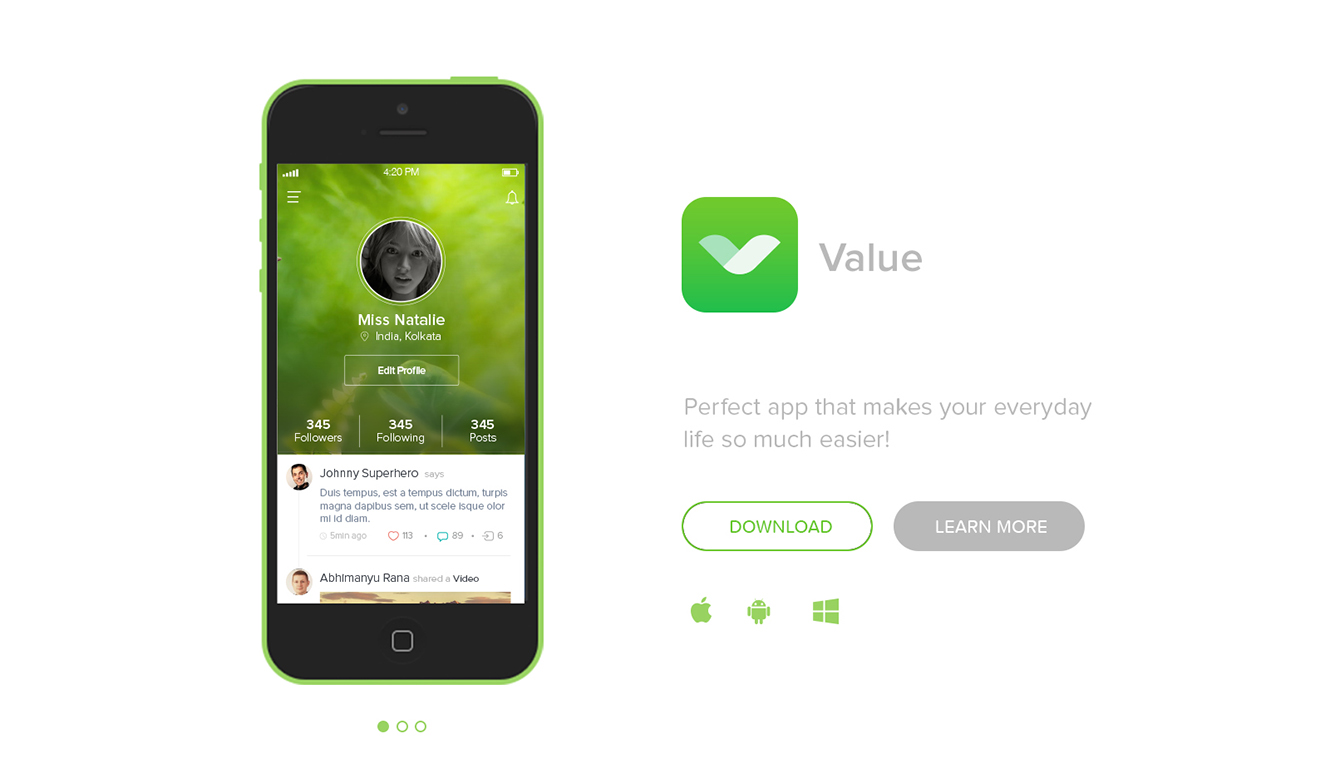 4:20 PM
Miss Natalie
India, Kolkata
Edit Profile
345 345 345
Followers Following Posts
Johnny Superhero says
Duis tempus, est a tempus dictum, turpis
magna dapibus sem, ut scele isque olor
mi id diam.
5min ago 113 • 89 • 6
Abhimanyu Rana shared a Video
Value
Perfect app that makes your everyday
life so much easier!
DOWNLOAD LEARN MORE